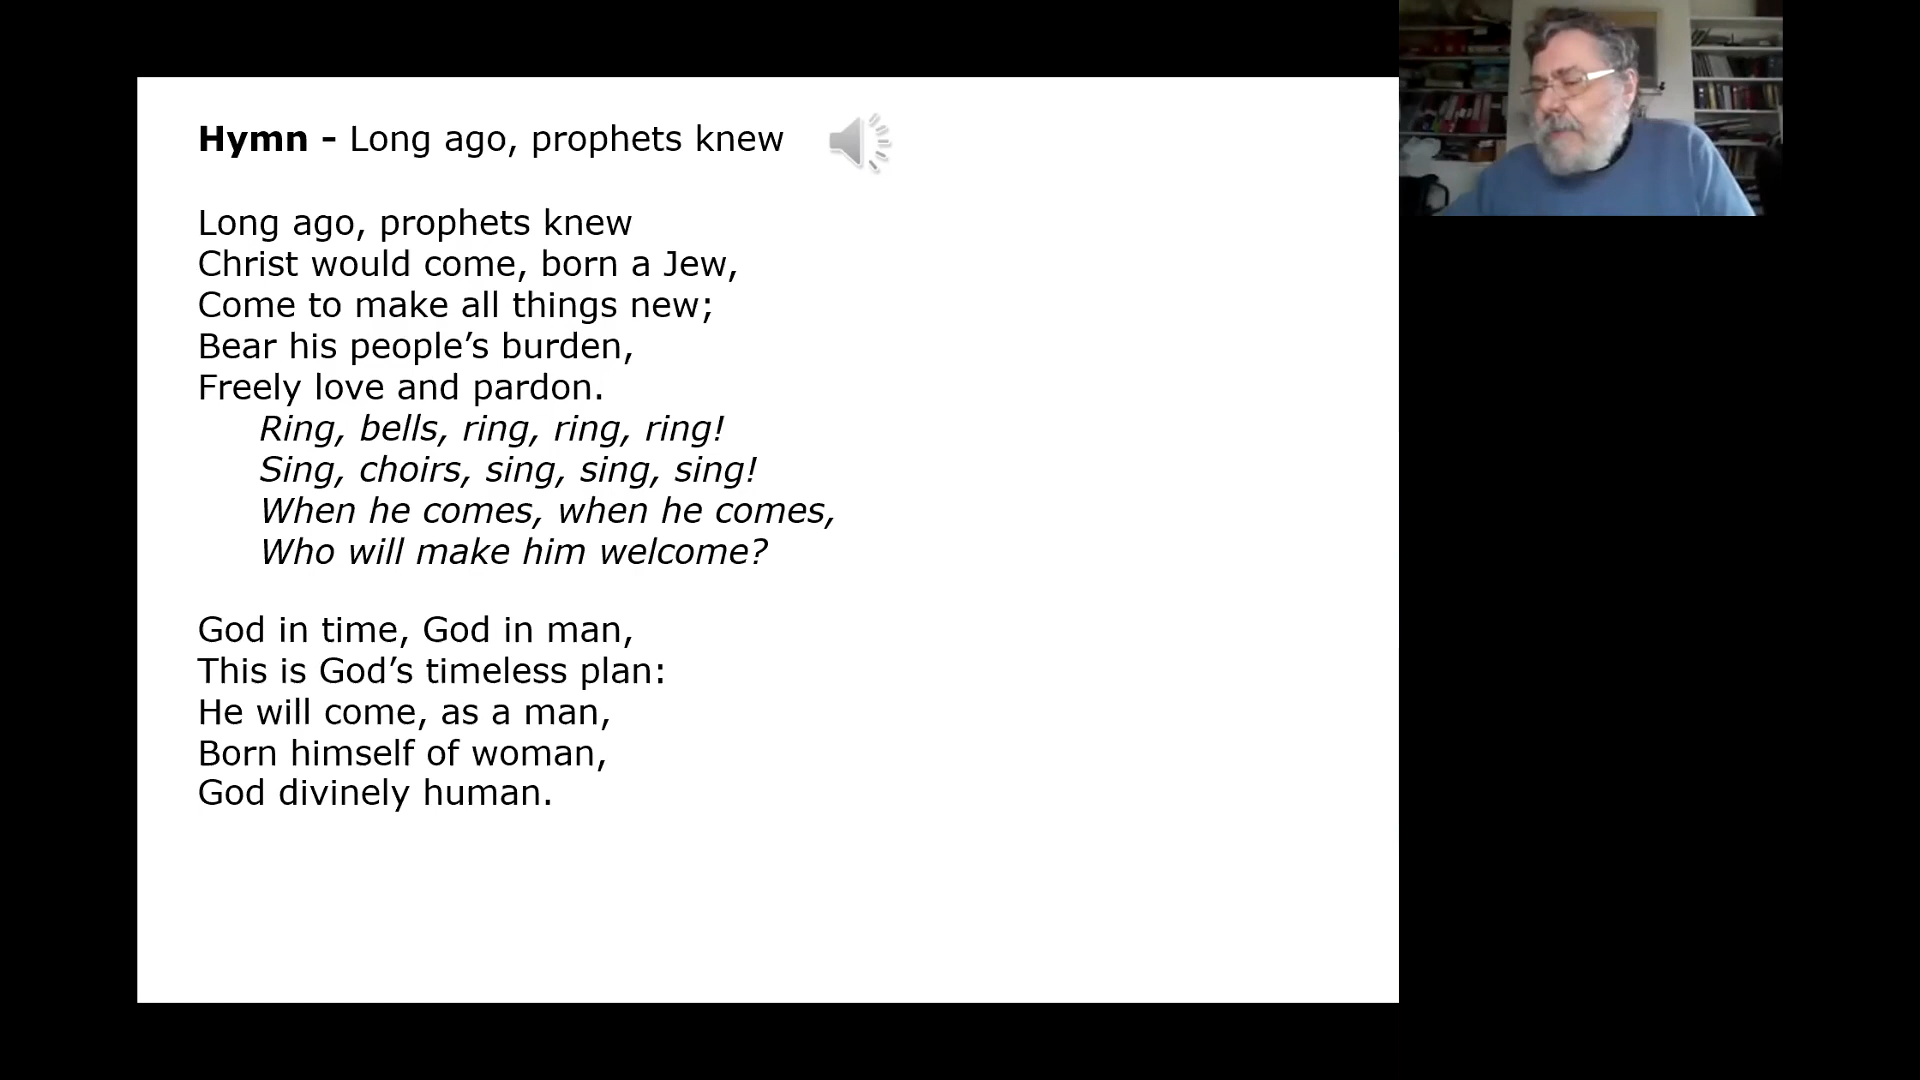 Hymn - Long ago, prophets knew
Long ago, prophets knew
Christ would come, born a Jew,
Come to make all things new;
Bear his people’s burden,
Freely love and pardon.
Ring, bells, ring, ring, ring!
Sing, choirs, sing, sing, sing!
When he comes, when he comes,
Who will make him welcome?
God in time, God in man,
This is God’s timeless plan:
He will come, as a man,
Born himself of woman,
God divinely human.